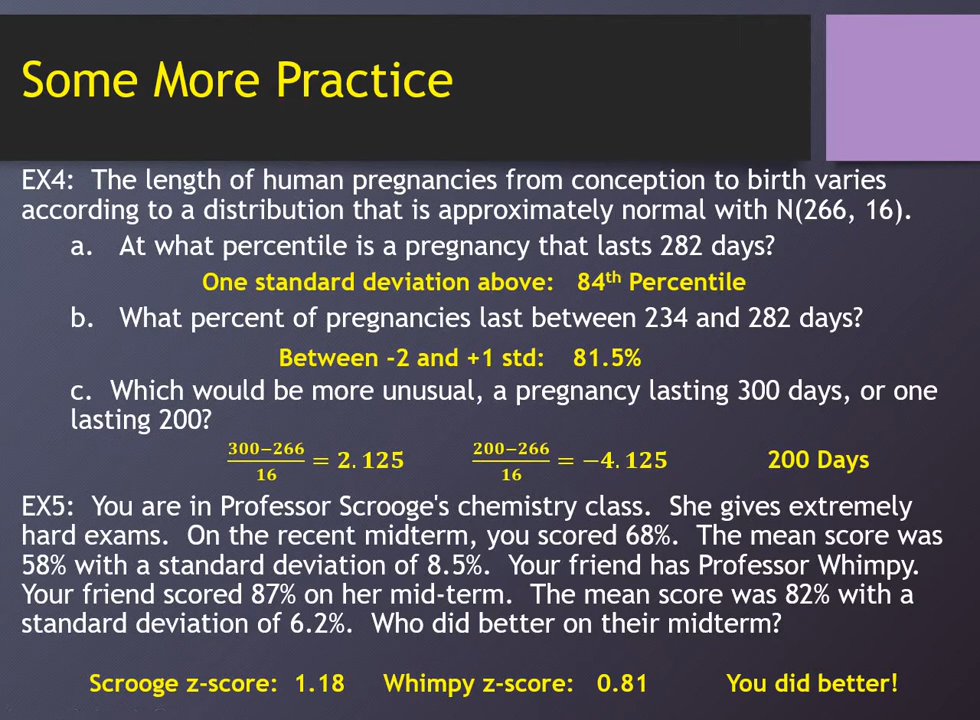 Some More Practice
EX4: The length of human pregnancies from conception to birth varies
according to a distribution that is approximately normal with N(266, 16).
a. At what percentile is a pregnancy that lasts 282 days?
One standard deviation above: 84th Percentile
b. What percent of pregnancies last between 234 and 282 days?
Between -2 and +1 std: 81.5%
c. Which would be more unusual, a pregnancy lasting 300 days, or one
lasting 200?
300−266/16 = 2.125 200−266/16 = −4.125 200 Days
EX5: You are in Professor Scrooge's chemistry class. She gives extremely
hard exams. On the recent midterm, you scored 68%. The mean score was
58% with a standard deviation of 8.5%. Your friend has Professor Whimpy.
Your friend scored 87% on her mid-term. The mean score was 82% with a
standard deviation of 6.2%. Who did better on their midterm?
Scrooge z-score: 1.18 Whimpy z-score: 0.81 You did better!